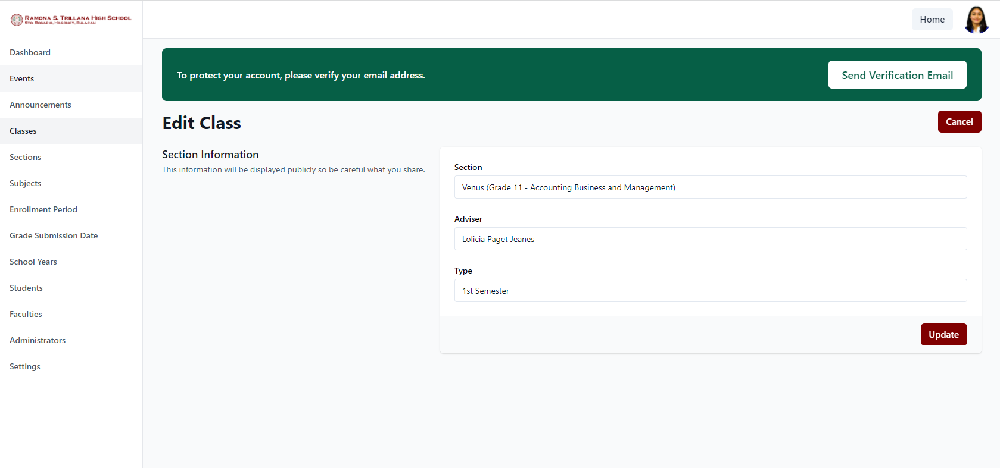 RAMONA S. TRILLANA HIGH SCHOOL
STO. ROSARIO, HAGONOY, BULACAN
Home
Dashboard
Events
Announcements
Classes
Sections
Subjects
Enrollment Period
Grade Submission Date
School Years
Students
Faculties
Administrators
Settings
To protect your account, please verify your email address.
Send Verification Email
Edit Class
Cancel
Section Information
This information will be displayed publicly so be careful what you share.
Section
Venus (Grade 11 - Accounting Business and Management)
Adviser
Lolicia Paget Jeanes
Type
1st Semester
Update